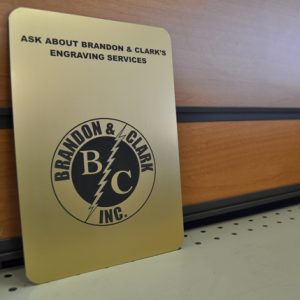 ASK ABOUT BRANDON & CLARK'S
ENGRAVING SERVICES
BRANDON & CLARK
B C
INC.